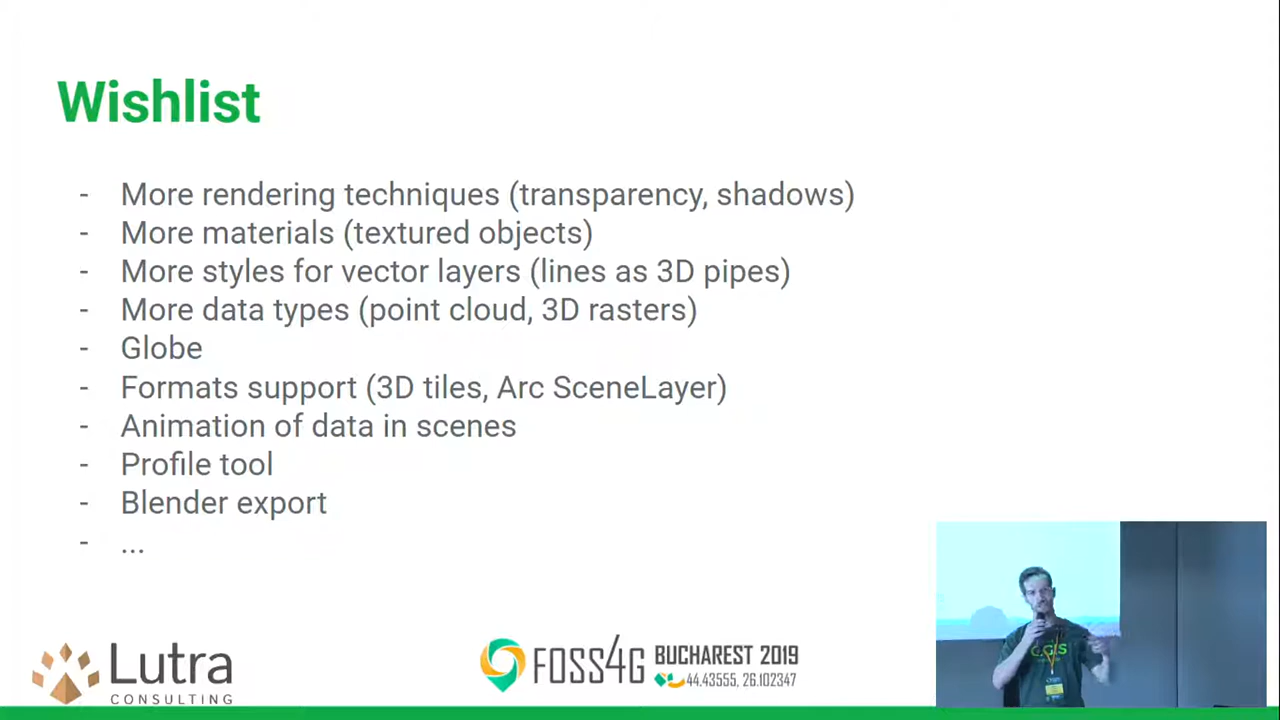 Wishlist
- More rendering techniques (transparency, shadows)
- More materials (textured objects)
- More styles for vector layers (lines as 3D pipes)
- More data types (point cloud, 3D rasters)
- Globe
- Formats support (3D tiles, Arc SceneLayer)
- Animation of data in scenes
- Profile tool
- Blender export
- ...
Lutra
CONSULTING
FOSS4G
BUCHAREST 2019
44.43555, 26.102347